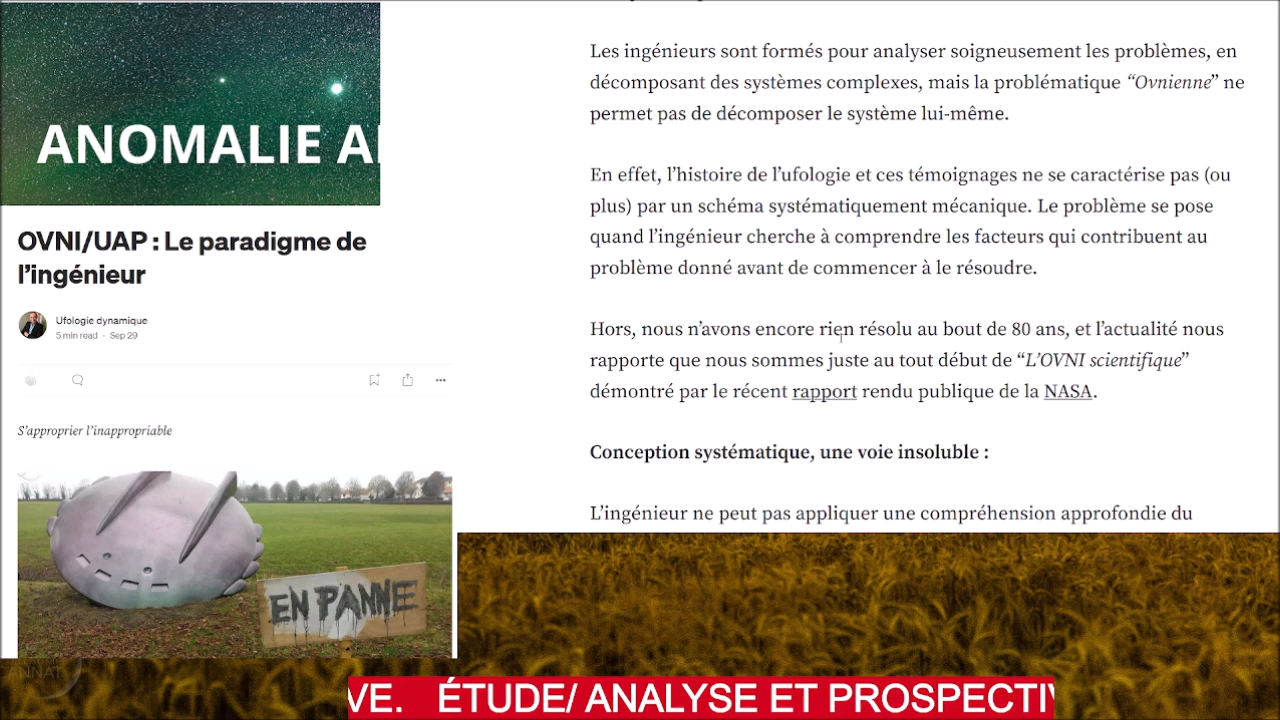 ANOMALIE A
OVNI/UAP : Le paradigme de
l’ingénieur
Ufologie dynamique
5 min read · Sep 29
S’approprier l’inappropriable
EN PANNE
ANNAT
Les ingénieurs sont formés pour analyser soigneusement les problèmes, en
décomposant des systèmes complexes, mais la problématique “Ovnienne” ne
permet pas de décomposer le système lui-même.
En effet, l’histoire de l’ufologie et ces témoignages ne se caractérise pas (ou
plus) par un schéma systématiquement mécanique. Le problème se pose
quand l’ingénieur cherche à comprendre les facteurs qui contribuent au
problème donné avant de commencer à le résoudre.
Hors, nous n’avons encore rien résolu au bout de 80 ans, et l’actualité nous
rapporte que nous sommes juste au tout début de “L’OVNI scientifique”
démontré par le récent rapport rendu publique de la NASA.
Conception systématique, une voie insoluble :
L’ingénieur ne peut pas appliquer une compréhension approfondie du
VE. ÉTUDE/ ANALYSE ET PROSPECTIV